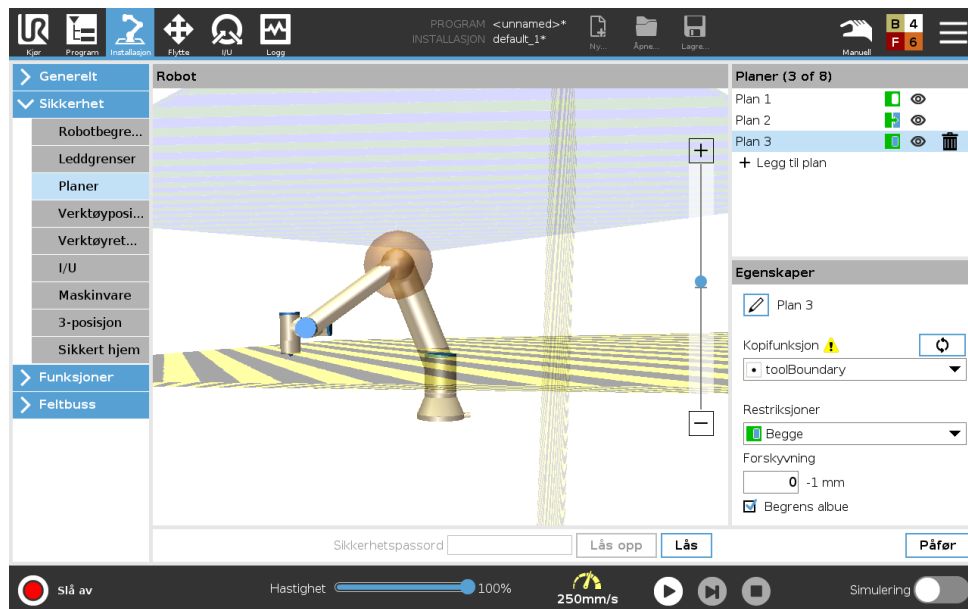 PROGRAM <unnamed>*
INSTALLASJON default_1*
Kjør Program Installasjon Flytte I/U Logg Ny... Åpne... Lagre... Manuell
B 4
F 6
Generelt
Sikkerhet
Robotbegre...
Leddgrenser
Planer
Verktøyposi...
Verktøyret...
I/U
Maskinvare
3-posisjon
Sikkert hjem
Funksjoner
Feltbuss
Robot
Planer (3 of 8)
Plan 1
Plan 2
Plan 3
+ Legg til plan
Egenskaper
Plan 3
Kopifunksjon
toolBoundary
Restriksjoner
Begge
Forskyvning
0 -1 mm
Begrens albue
Sikkerhetspassord Lås opp Lås Påfør
Slå av Hastighet 100% 250mm/s Simulering